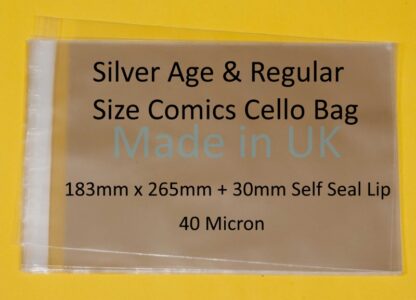 Silver Age & Regular
Size Comics Cello Bag
Made in UK
183mm x 265mm + 30mm Self Seal Lip
40 Micron